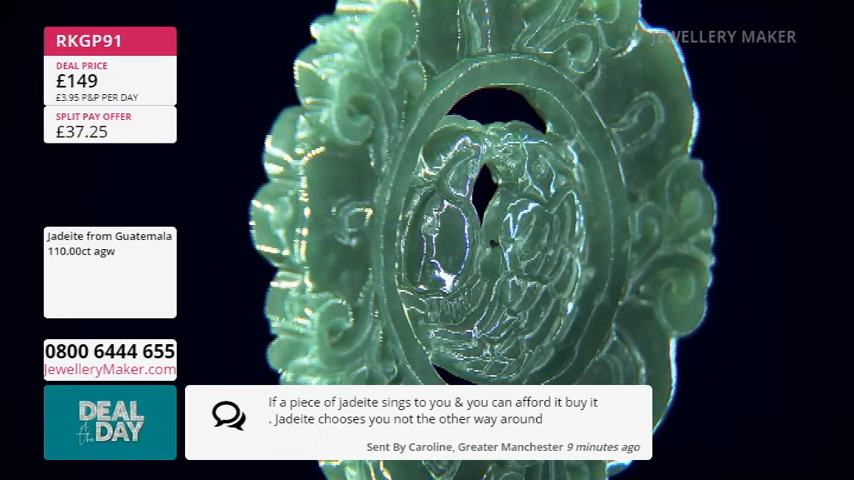 RKGP91
DEAL PRICE
£149
£3.95 P&P PER DAY
SPLIT PAY OFFER
£37.25
JEWELLERY MAKER
Jadeite from Guatemala
110.00ct agw
0800 6444 655
JewelleryMaker.com
DEAL
of the
DAY
If a piece of jadeite sings to you & you can afford it buy it
. Jadeite chooses you not the other way around
Sent By Caroline, Greater Manchester 9 minutes ago